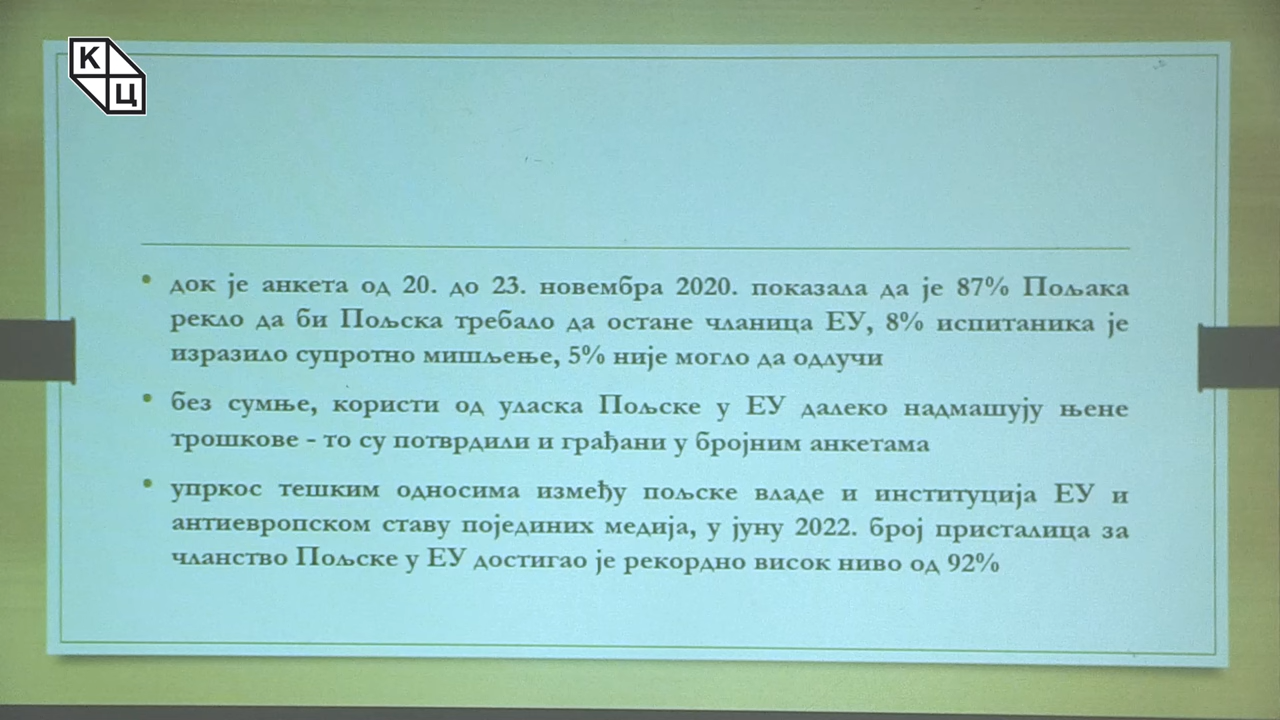 К
Ц
док је анкета од 20. до 23. новембра 2020. показала да је 87% Пољака
рекло да би Пољска требало да остане чланица ЕУ, 8% испитаника је
изразило супротно мишљење, 5% није могло да одлучи
без сумње, користи од уласка Пољске у ЕУ далеко надмашују њене
трошкове - то су потврдили и грађани у бројним анкетама
упркос тешким односима између пољске владе и институција ЕУ и
антиевропском ставу појединих медија, у јуну 2022. број присталица за
чланство Пољске у ЕУ достигао је рекордно висок ниво од 92%